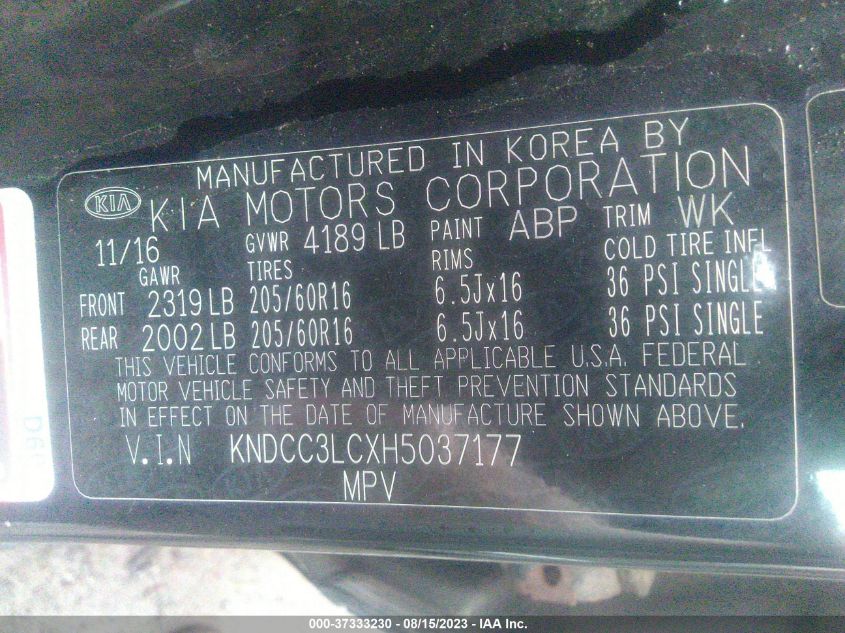 MANUFACTURED IN KOREA BY
KIA KIA MOTORS CORPORATION
11/16 GVWR 4189 LB PAINT ABP TRIM WK
GAWR TIRES RIMS COLD TIRE INFL
FRONT 2319 LB 205/60R16 6.5Jx16 36 PSI SINGLE
REAR 2002 LB 205/60R16 6.5Jx16 36 PSI SINGLE
THIS VEHICLE CONFORMS TO ALL APPLICABLE U.S.A. FEDERAL
MOTOR VEHICLE SAFETY AND THEFT PREVENTION STANDARDS
IN EFFECT ON THE DATE OF MANUFACTURE SHOWN ABOVE.
V.I.N KNDCC3LCXH5037177
MPV
000-37333230 - 08/15/2023 - IAA Inc.